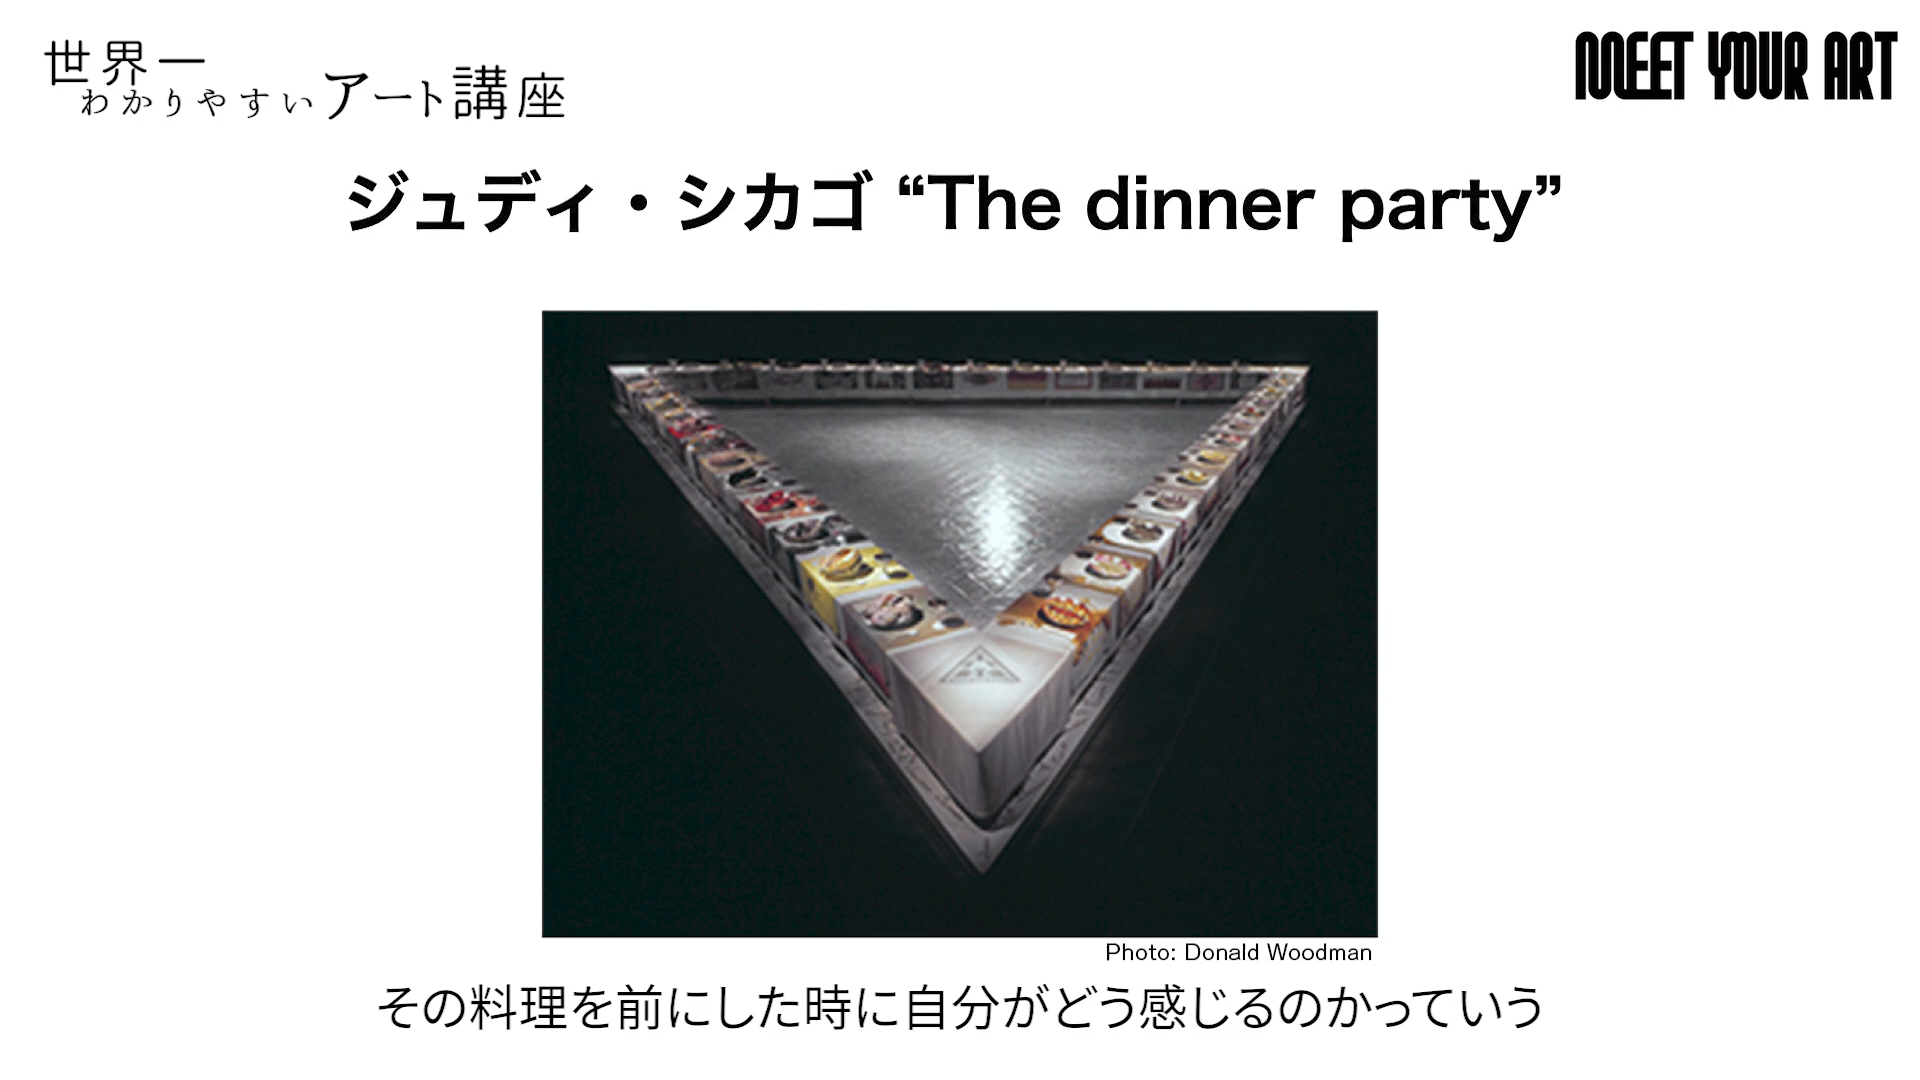 世界一
わかりやすいアート講座
MEET YOUR ART
ジュディ・シカゴ “The dinner party”
Photo: Donald Woodman
その料理を前にした時に自分がどう感じるのかっていう